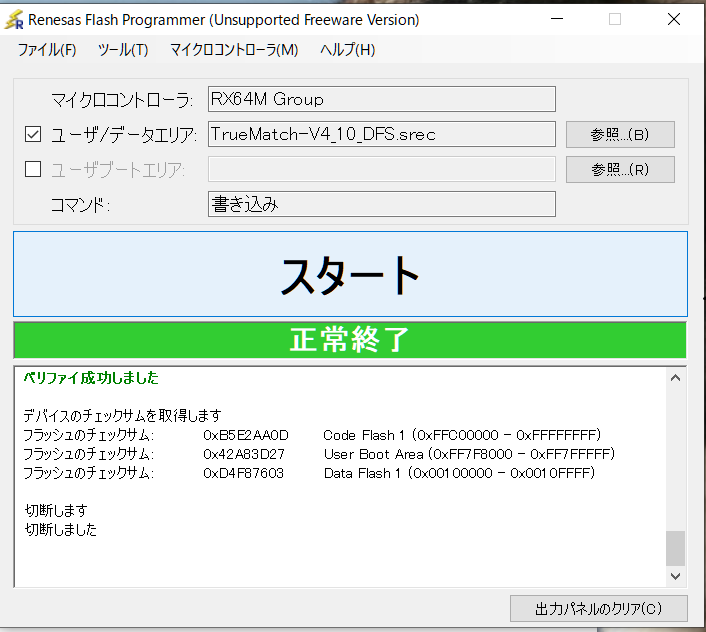 Renesas Flash Programmer (Unsupported Freeware Version)
ファイル(F) ツール(T) マイクロコントローラ(M) ヘルプ(H)
マイクロコントローラ: RX64M Group
ユーザ/データエリア: TrueMatch-V4_10_DFS.srec 参照...(B)
ユーザブートエリア: 参照...(R)
コマンド: 書き込み
スタート
正常終了
ベリファイ成功しました
デバイスのチェックサムを取得します
フラッシュのチェックサム: 0xB5E2AA0D Code Flash 1 (0xFFC00000 - 0xFFFFFFFF)
フラッシュのチェックサム: 0x42A83D27 User Boot Area (0xFF7F8000 - 0xFF7FFFFF)
フラッシュのチェックサム: 0xD4F87603 Data Flash 1 (0x00100000 - 0x0010FFFF)
切断します
切断しました
出力パネルのクリア(C)